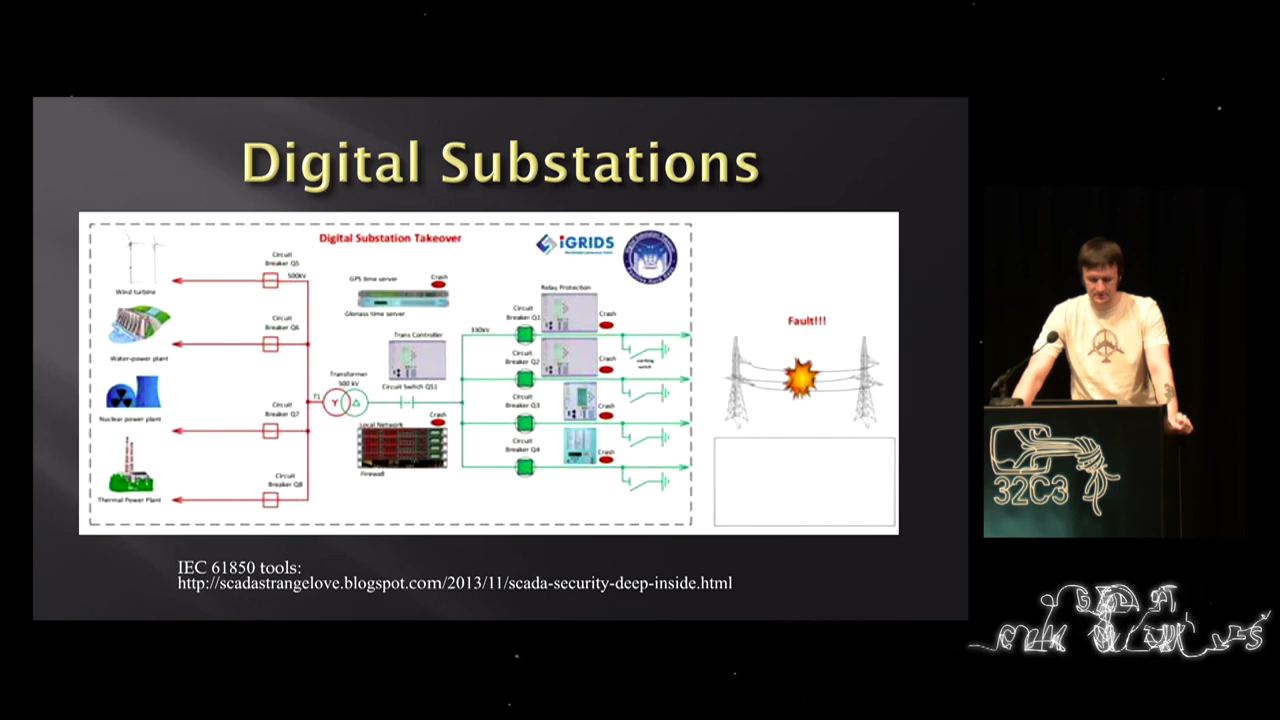 Digital Substations
Digital Substation Takeover
iGRIDS
Wind turbine
Water-power plant
Nuclear power plant
Thermal Power Plant
Circuit
Breaker Q5
500kV
Circuit
Breaker Q6
Circuit
Breaker Q7
Circuit
Breaker Q8
T1
Transformer
500 kV
GPS time server
Crash
Glonass time server
Trans Controller
Circuit Switch QS1
Crash
Local Network
Firewall
330kV
Relay Protection
Circuit
Breaker Q1
Crash
Circuit
Breaker Q2
Crash
Circuit
Breaker Q3
Crash
Circuit
Breaker Q4
Crash
earthing
switch
Fault!!!
IEC 61850 tools:
http://scadastrangelove.blogspot.com/2013/11/scada-security-deep-inside.html
32C3